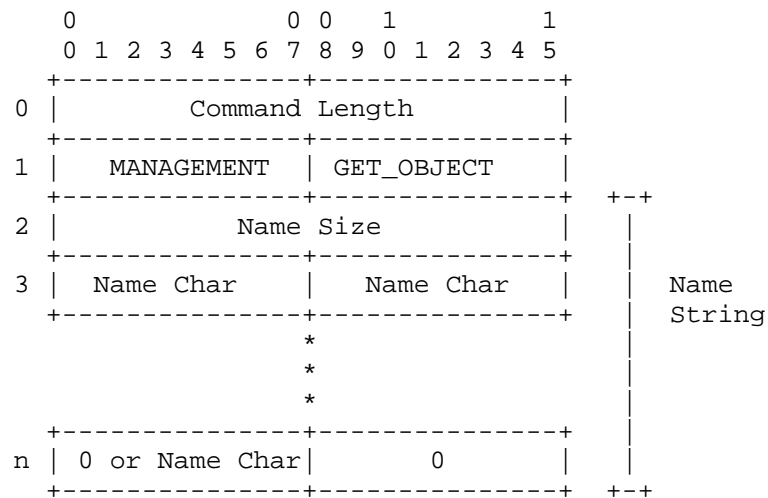 0             0 0   1         1
0 1 2 3 4 5 6 7 8 9 0 1 2 3 4 5
+---------------+---------------+
0 |        Command Length         |
+---------------+---------------+
1 |   MANAGEMENT  | GET_OBJECT    |
+---------------+---------------+  +-+
2 |           Name Size           |   |
+---------------+---------------+   |
3 |  Name Char    |   Name Char   |   |  Name
+---------------+---------------+   |  String
*                   |
*                   |
*                   |
+---------------+---------------+   |
n | 0 or Name Char|       0       |   |
+---------------+---------------+  +-+